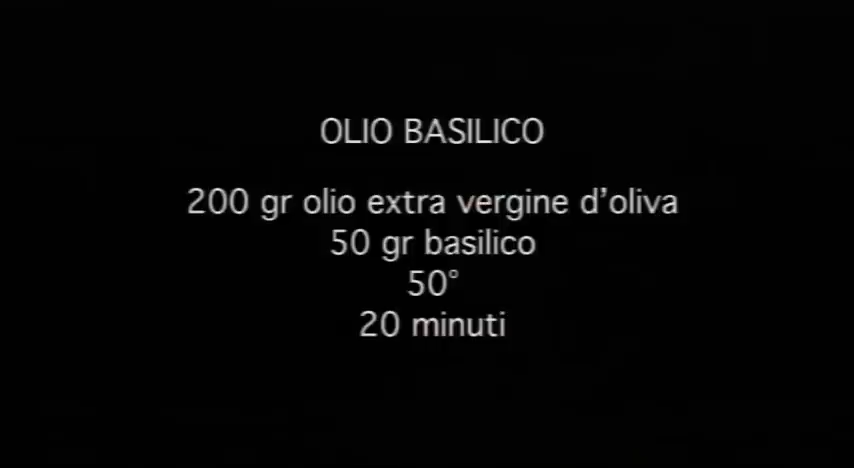 OLIO BASILICO
200 gr olio extra vergine d'oliva
50 gr basilico
50°
20 minuti